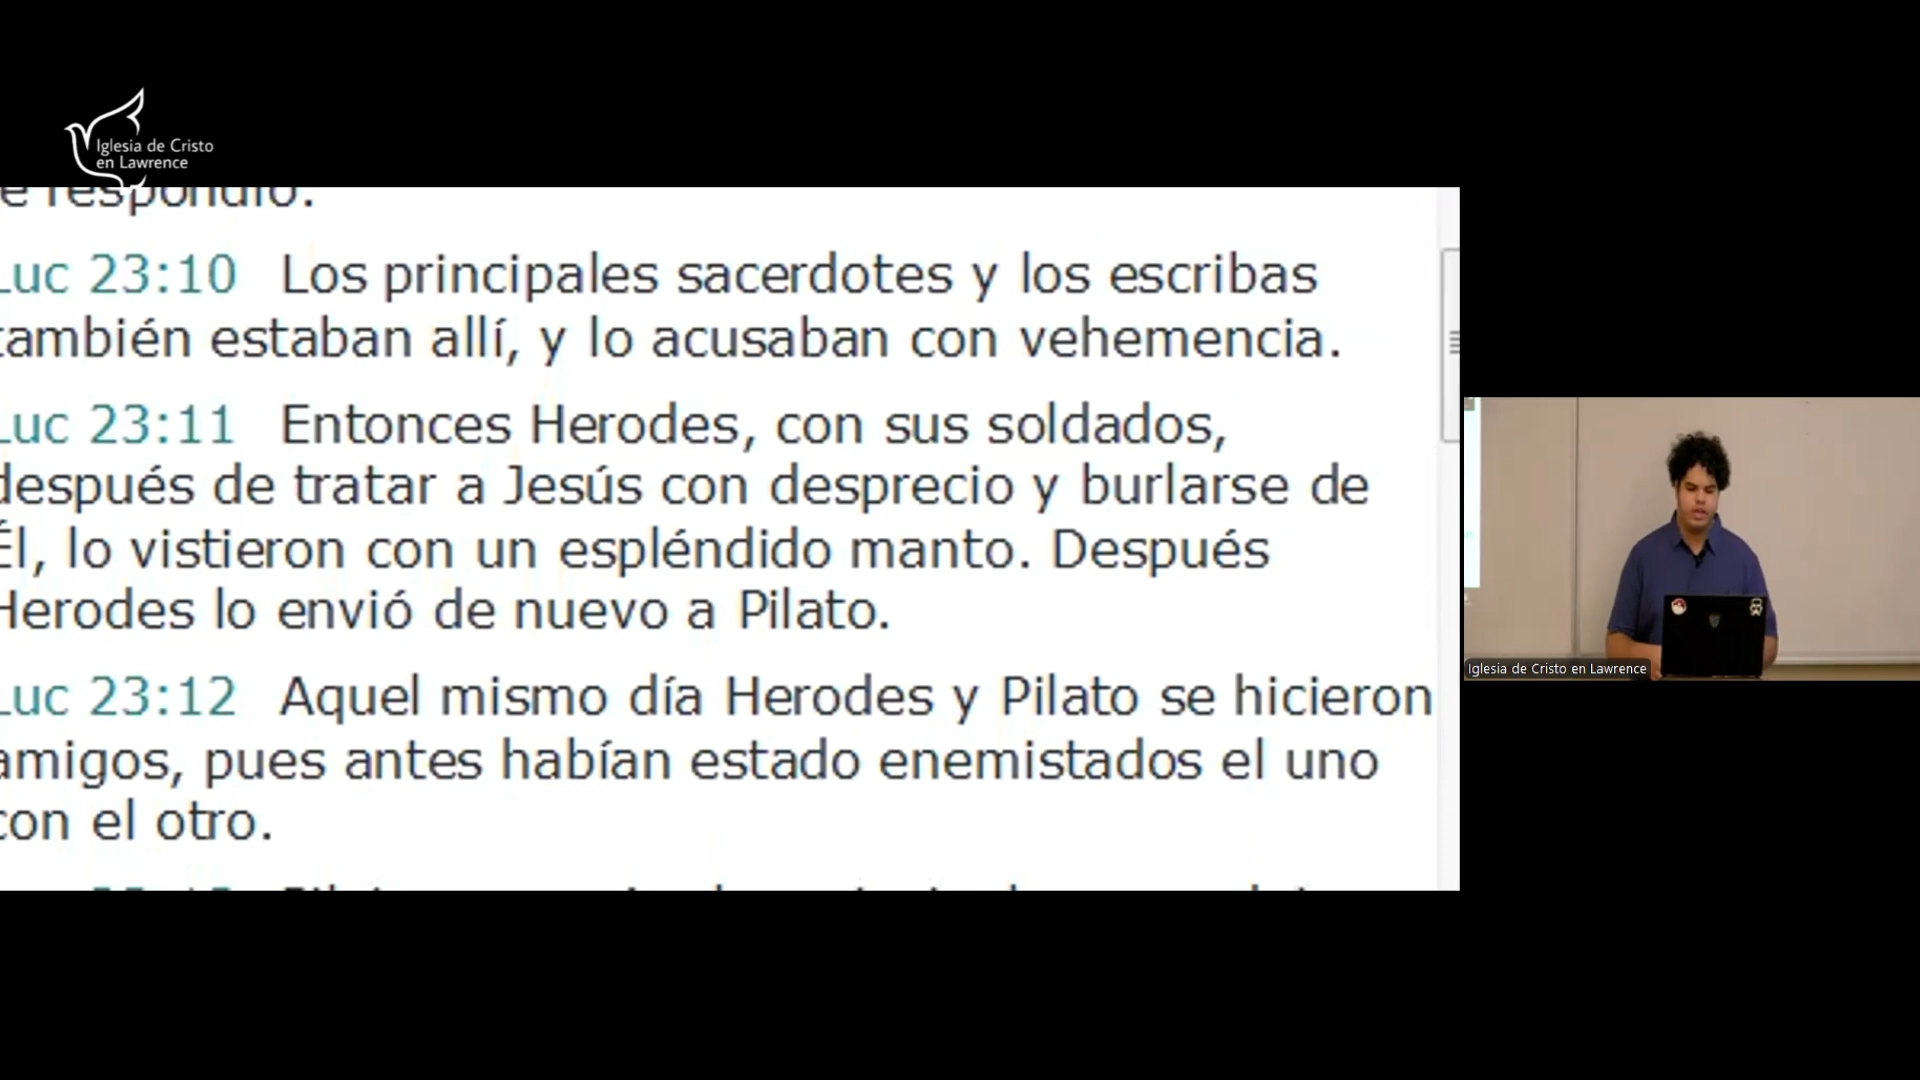 Iglesia de Cristo
en Lawrence
e respondió.
Luc 23:10 Los principales sacerdotes y los escribas
también estaban allí, y lo acusaban con vehemencia.
Luc 23:11 Entonces Herodes, con sus soldados,
después de tratar a Jesús con desprecio y burlarse de
Él, lo vistieron con un espléndido manto. Después
Herodes lo envió de nuevo a Pilato.
Luc 23:12 Aquel mismo día Herodes y Pilato se hicieron
amigos, pues antes habían estado enemistados el uno
con el otro.
Iglesia de Cristo en Lawrence